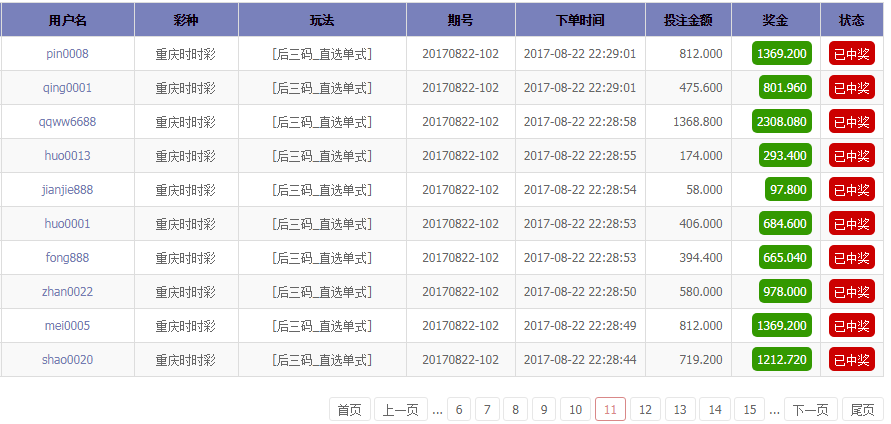 用户名 彩种 玩法 期号 下单时间 投注金额 奖金 状态
pin0008 重庆时时彩 [后三码_直选单式] 20170822-102 2017-08-22 22:29:01 812.000 1369.200 已中奖
qing0001 重庆时时彩 [后三码_直选单式] 20170822-102 2017-08-22 22:29:01 475.600 801.960 已中奖
qqww6688 重庆时时彩 [后三码_直选单式] 20170822-102 2017-08-22 22:28:58 1368.800 2308.080 已中奖
huo0013 重庆时时彩 [后三码_直选单式] 20170822-102 2017-08-22 22:28:55 174.000 293.400 已中奖
jianjie888 重庆时时彩 [后三码_直选单式] 20170822-102 2017-08-22 22:28:54 58.000 97.800 已中奖
huo0001 重庆时时彩 [后三码_直选单式] 20170822-102 2017-08-22 22:28:53 406.000 684.600 已中奖
fong888 重庆时时彩 [后三码_直选单式] 20170822-102 2017-08-22 22:28:53 394.400 665.040 已中奖
zhan0022 重庆时时彩 [后三码_直选单式] 20170822-102 2017-08-22 22:28:50 580.000 978.000 已中奖
mei0005 重庆时时彩 [后三码_直选单式] 20170822-102 2017-08-22 22:28:49 812.000 1369.200 已中奖
shao0020 重庆时时彩 [后三码_直选单式] 20170822-102 2017-08-22 22:28:44 719.200 1212.720 已中奖
首页 上一页 ... 6 7 8 9 10 11 12 13 14 15 ... 下一页 尾页